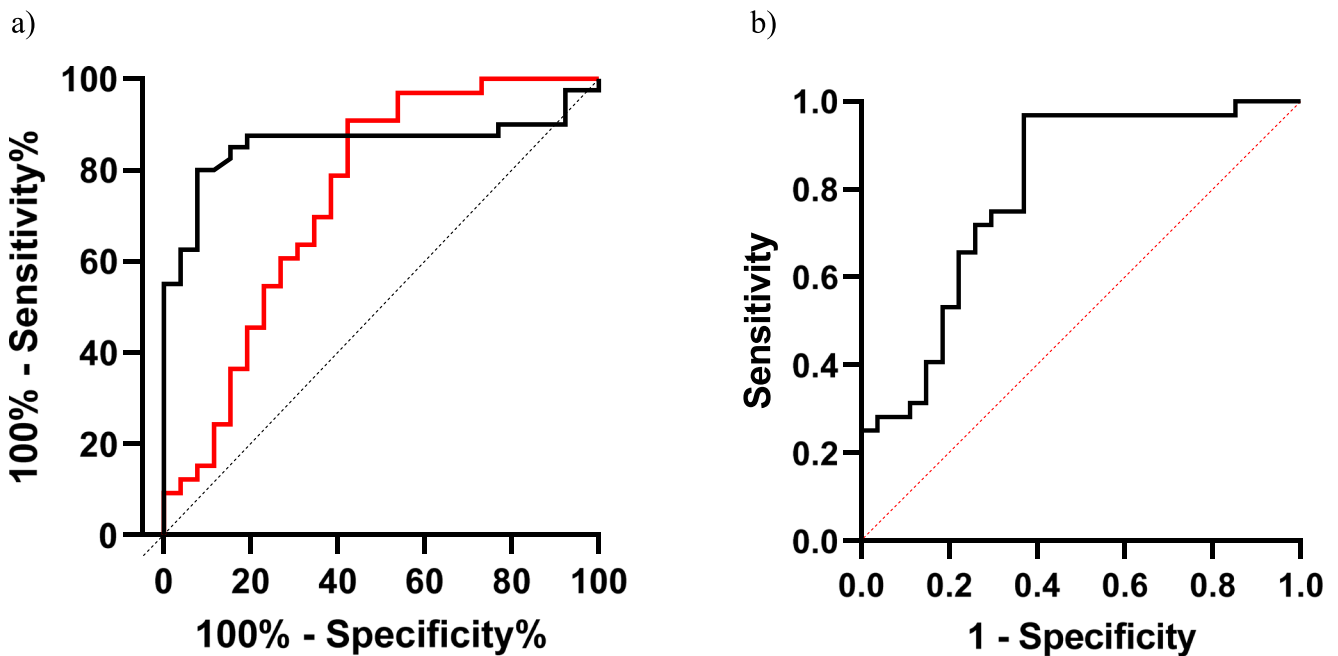 a)
100% - Sensitivity%
100
80
60
40
20
0
0 20 40 60 80 100
100% - Specificity%
b)
Sensitivity
1.0
0.8
0.6
0.4
0.2
0.0
0.0 0.2 0.4 0.6 0.8 1.0
1 - Specificity